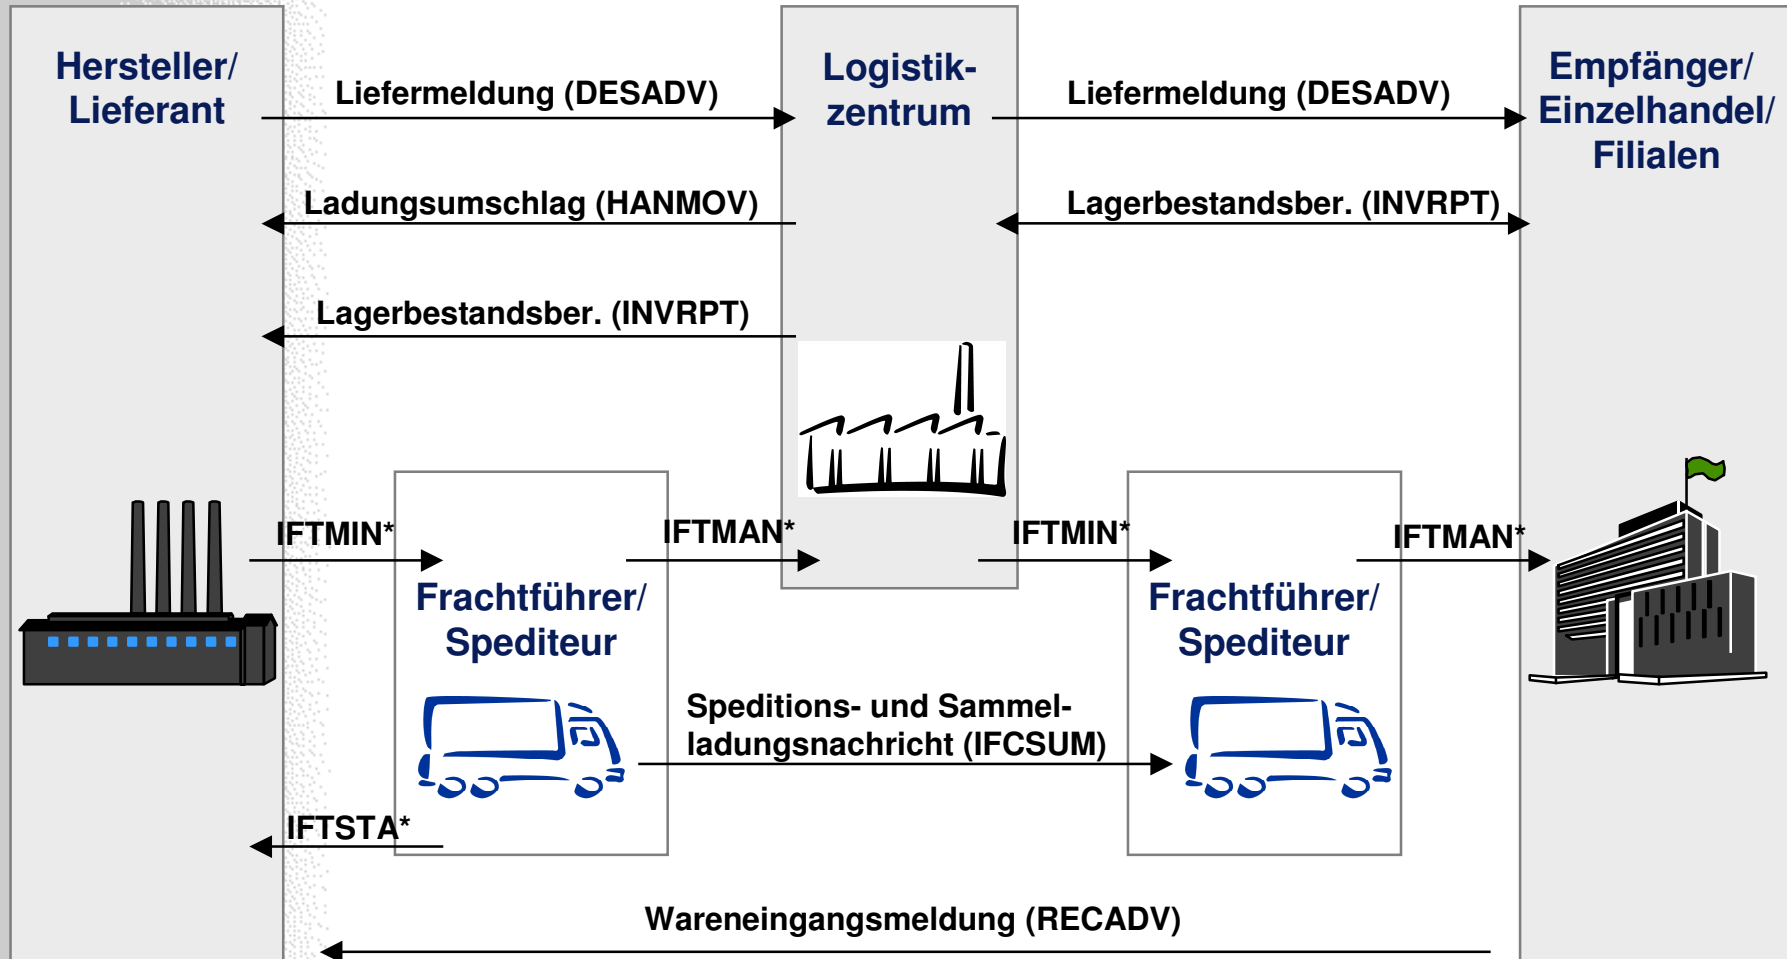 Hersteller/
Lieferant
Liefermeldung (DESADV)
Logistik-
zentrum
Liefermeldung (DESADV)
Empfänger/
Einzelhandel/
Filialen
Ladungsumschlag (HANMOV)
Lagerbestandsber. (INVRPT)
Lagerbestandsber. (INVRPT)
IFTMIN*
IFTMAN*
IFTMIN*
IFTMAN*
Frachtführer/
Spediteur
Frachtführer/
Spediteur
Speditions- und Sammel-
ladungsnachricht (IFCSUM)
IFTSTA*
Wareneingangsmeldung (RECADV)